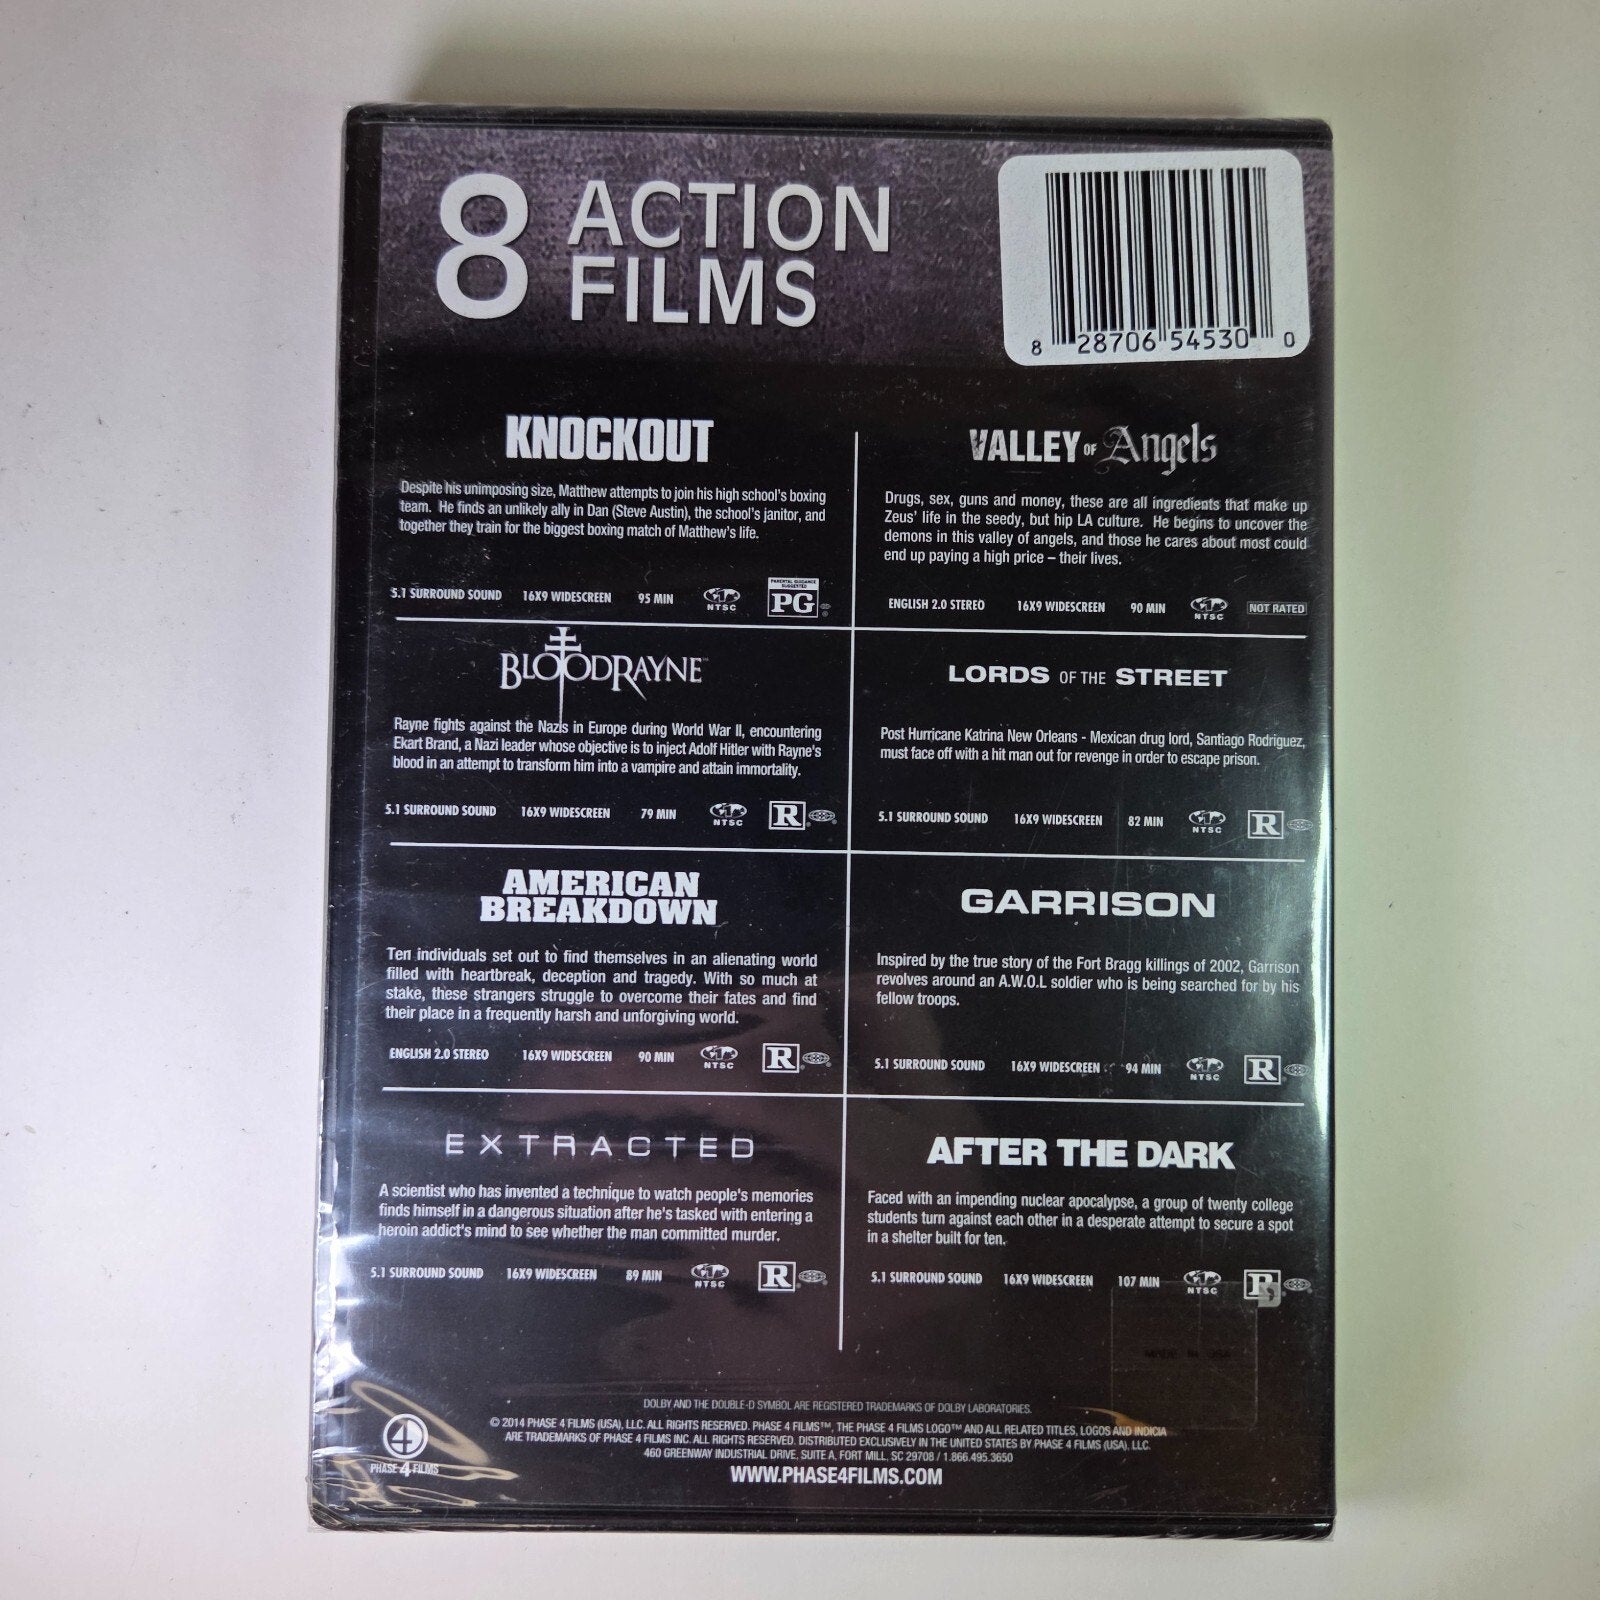 8 ACTION
FILMS
8 28706 54530 0
KNOCKOUT
Despite his unimposing size, Matthew attempts to join his high school's boxing
team. He finds an unlikely ally in Dan (Steve Austin), the school's janitor, and
together they train for the biggest boxing match of Matthew's life.
5.1 SURROUND SOUND 16X9 WIDESCREEN 95 MIN NTSC PARENTAL GUIDANCE SUGGESTED PG
VALLEY OF Angels
Drugs, sex, guns and money, these are all ingredients that make up
Zeus' life in the seedy, but hip LA culture. He begins to uncover the
demons in this valley of angels, and those he cares about most could
end up paying a high price – their lives.
ENGLISH 2.0 STEREO 16X9 WIDESCREEN 90 MIN NTSC NOT RATED
BLOODRAYNE
Rayne fights against the Nazis in Europe during World War II, encountering
Ekart Brand, a Nazi leader whose objective is to inject Adolf Hitler with Rayne's
blood in an attempt to transform him into a vampire and attain immortality.
5.1 SURROUND SOUND 16X9 WIDESCREEN 79 MIN NTSC R
LORDS OF THE STREET
Post Hurricane Katrina New Orleans - Mexican drug lord, Santiago Rodriguez,
must face off with a hit man out for revenge in order to escape prison.
5.1 SURROUND SOUND 16X9 WIDESCREEN 82 MIN NTSC R
AMERICAN
BREAKDOWN
Ten individuals set out to find themselves in an alienating world
filled with heartbreak, deception and tragedy. With so much at
stake, these strangers struggle to overcome their fates and find
their place in a frequently harsh and unforgiving world.
ENGLISH 2.0 STEREO 16X9 WIDESCREEN 90 MIN NTSC R
GARRISON
Inspired by the true story of the Fort Bragg killings of 2002, Garrison
revolves around an A.W.O.L soldier who is being searched for by his
fellow troops.
5.1 SURROUND SOUND 16X9 WIDESCREEN 94 MIN NTSC R
EXTRACTED
A scientist who has invented a technique to watch people's memories
finds himself in a dangerous situation after he's tasked with entering a
heroin addict's mind to see whether the man committed murder.
5.1 SURROUND SOUND 16X9 WIDESCREEN 89 MIN NTSC R
AFTER THE DARK
Faced with an impending nuclear apocalypse, a group of twenty college
students turn against each other in a desperate attempt to secure a spot
in a shelter built for ten.
5.1 SURROUND SOUND 16X9 WIDESCREEN 107 MIN NTSC R
MADE IN USA
DOLBY AND THE DOUBLE-D SYMBOL ARE REGISTERED TRADEMARKS OF DOLBY LABORATORIES.
© 2014 PHASE 4 FILMS (USA), LLC. ALL RIGHTS RESERVED. PHASE 4 FILMS™, THE PHASE 4 FILMS LOGO™ AND ALL RELATED TITLES, LOGOS AND INDICIA
ARE TRADEMARKS OF PHASE 4 FILMS INC. ALL RIGHTS RESERVED. DISTRIBUTED EXCLUSIVELY IN THE UNITED STATES BY PHASE 4 FILMS (USA), LLC.
460 GREENWAY INDUSTRIAL DRIVE, SUITE A, FORT MILL, SC 29708 / 1.866.495.3650
WWW.PHASE4FILMS.COM
4
PHASE 4 FILMS